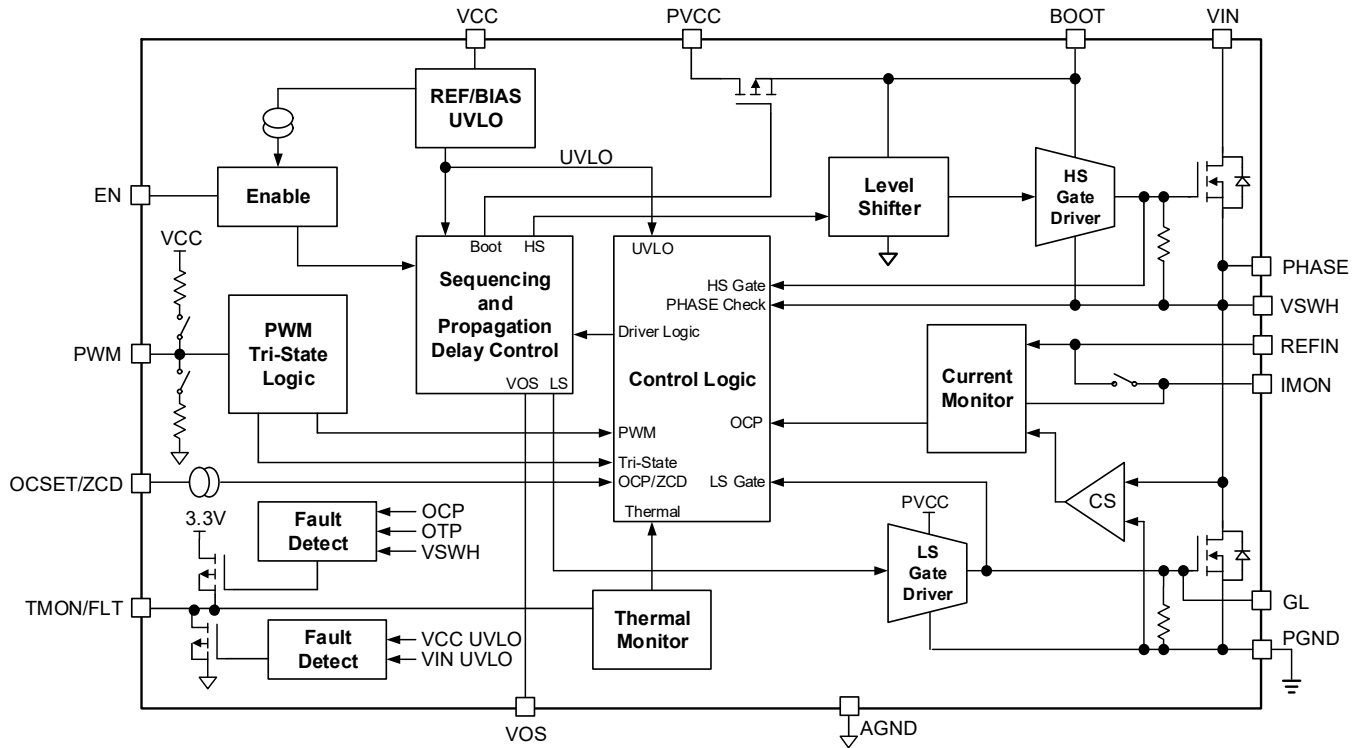 VCC
PVCC
BOOT
VIN
REF/BIAS
UVLO
UVLO
EN
Enable
Level
Shifter
HS
Gate
Driver
VCC
Boot
HS
Sequencing
and
Propagation
Delay Control
VOS
LS
UVLO
HS Gate
PHASE Check
Driver Logic
Control Logic
OCP
PWM
Tri-State
OCP/ZCD
LS Gate
Thermal
PHASE
VSWH
REFIN
IMON
PWM
PWM
Tri-State
Logic
Current
Monitor
OCSET/ZCD
CS
3.3V
Fault
Detect
OCP
OTP
VSWH
PVCC
LS
Gate
Driver
TMON/FLT
Thermal
Monitor
GL
PGND
Fault
Detect
VCC UVLO
VIN UVLO
VOS
AGND